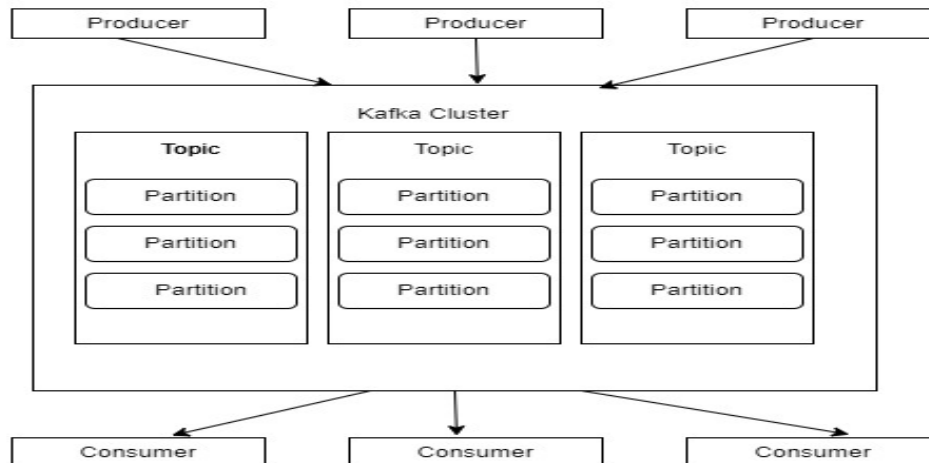 Producer Producer Producer
Kafka Cluster
Topic Topic Topic
Partition Partition Partition
Partition Partition Partition
Partition Partition Partition
Consumer Consumer Consumer